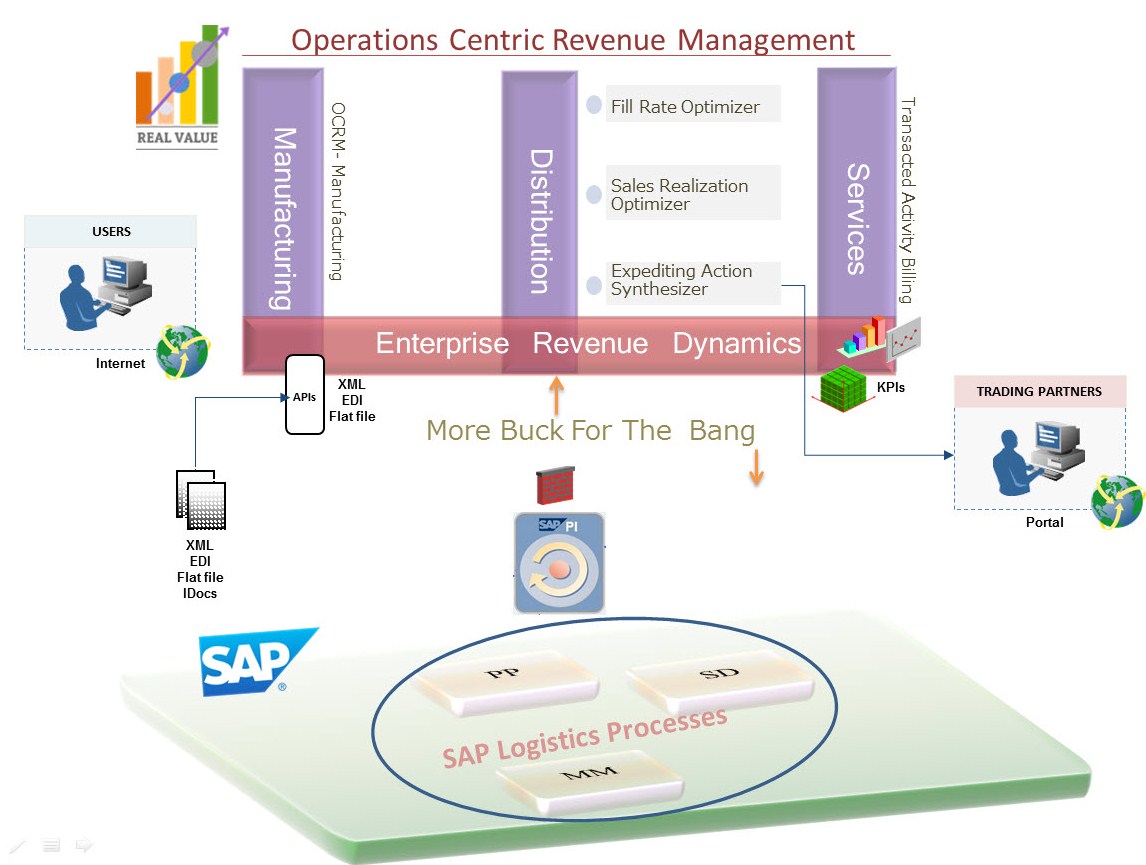 Operations Centric Revenue Management
REAL VALUE
Manufacturing
OCRM- Manufacturing
Distribution
Fill Rate Optimizer
Sales Realization
Optimizer
Expediting Action
Synthesizer
Services
Transacted Activity Billing
USERS
Internet
Enterprise Revenue Dynamics
APIs
XML
EDI
Flat file
KPIs
TRADING PARTNERS
Portal
More Buck For The Bang
XML
EDI
Flat file
IDocs
SAP PI
SAP ®
PP
SD
SAP Logistics Processes
MM